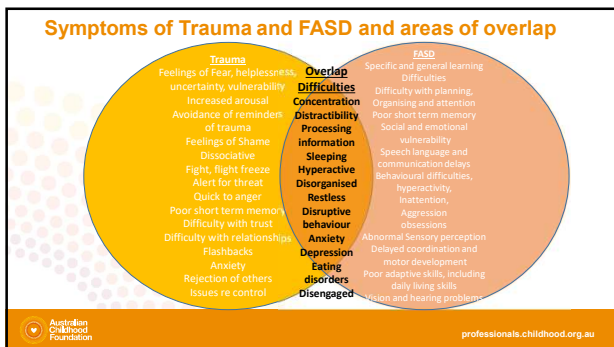 Symptoms of Trauma and FASD and areas of overlap
Trauma
Feelings of Fear, helplessness,
uncertainty, vulnerability
Increased arousal
Avoidance of reminders
of trauma
Feelings of Shame
Dissociative
Fight, flight freeze
Alert for threat
Quick to anger
Poor short term memory
Difficulty with trust
Difficulty with relationships
Flashbacks
Anxiety
Rejection of others
Issues re control
Overlap
Difficulties
Concentration
Distractibility
Processing
information
Sleeping
Hyperactive
Disorganised
Restless
Disruptive
behaviour
Anxiety
Depression
Eating
disorders
Disengaged
FASD
Specific and general learning
Difficulties
Difficulty with planning,
Organising and attention
Poor short term memory
Social and emotional
vulnerability
Speech language and
communication delays
Behavioural difficulties,
hyperactivity,
Inattention,
Aggression
obsessions
Abnormal Sensory perception
Delayed coordination and
motor development
Poor adaptive skills, including
daily living skills
Vision and hearing problems
Australian
Childhood
Foundation
professionals.childhood.org.au